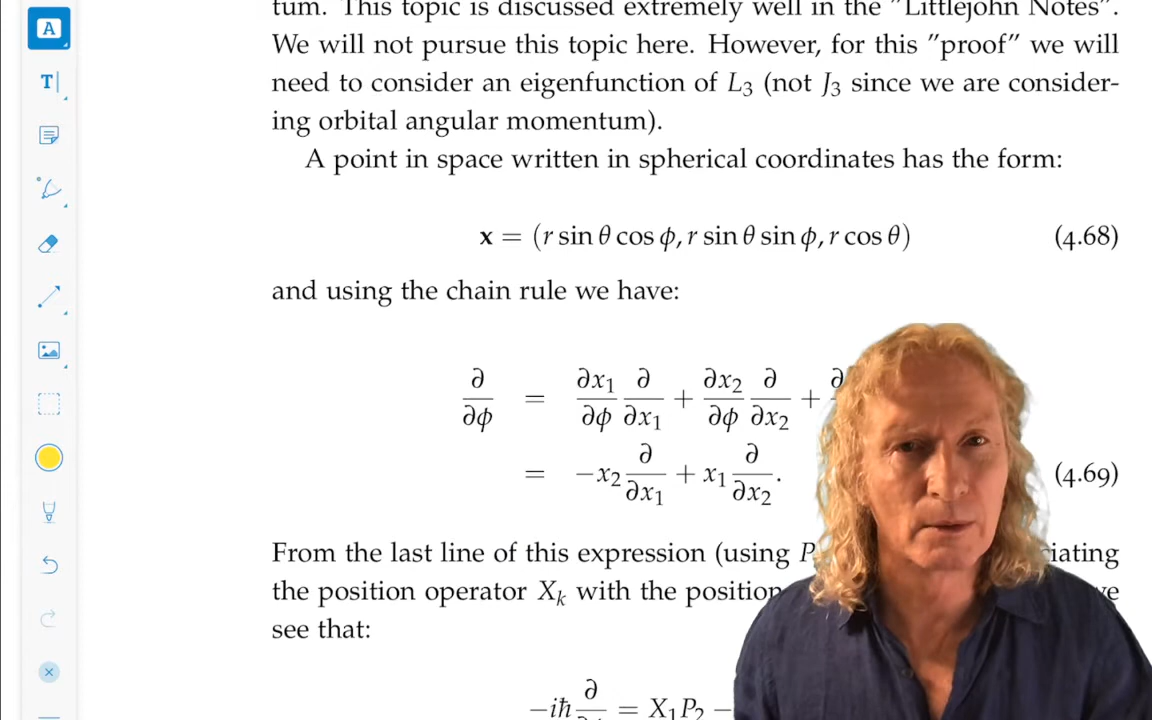 A
T
tum. This topic is discussed extremely well in the "Littlejohn Notes".
We will not pursue this topic here. However, for this "proof" we will
need to consider an eigenfunction of L₃ (not J₃ since we are consider-
ing orbital angular momentum).
A point in space written in spherical coordinates has the form:
x = (r sin θ cos ϕ, r sin θ sin ϕ, r cos θ) (4.68)
and using the chain rule we have:
∂/∂ϕ = ∂x₁/∂ϕ ∂/∂x₁ + ∂x₂/∂ϕ ∂/∂x₂ + ∂
= −x₂ ∂/∂x₁ + x₁ ∂/∂x₂. (4.69)
From the last line of this expression (using P iating
the position operator Xₖ with the position ve
see that:
−iħ ∂ = X₁P₂ −